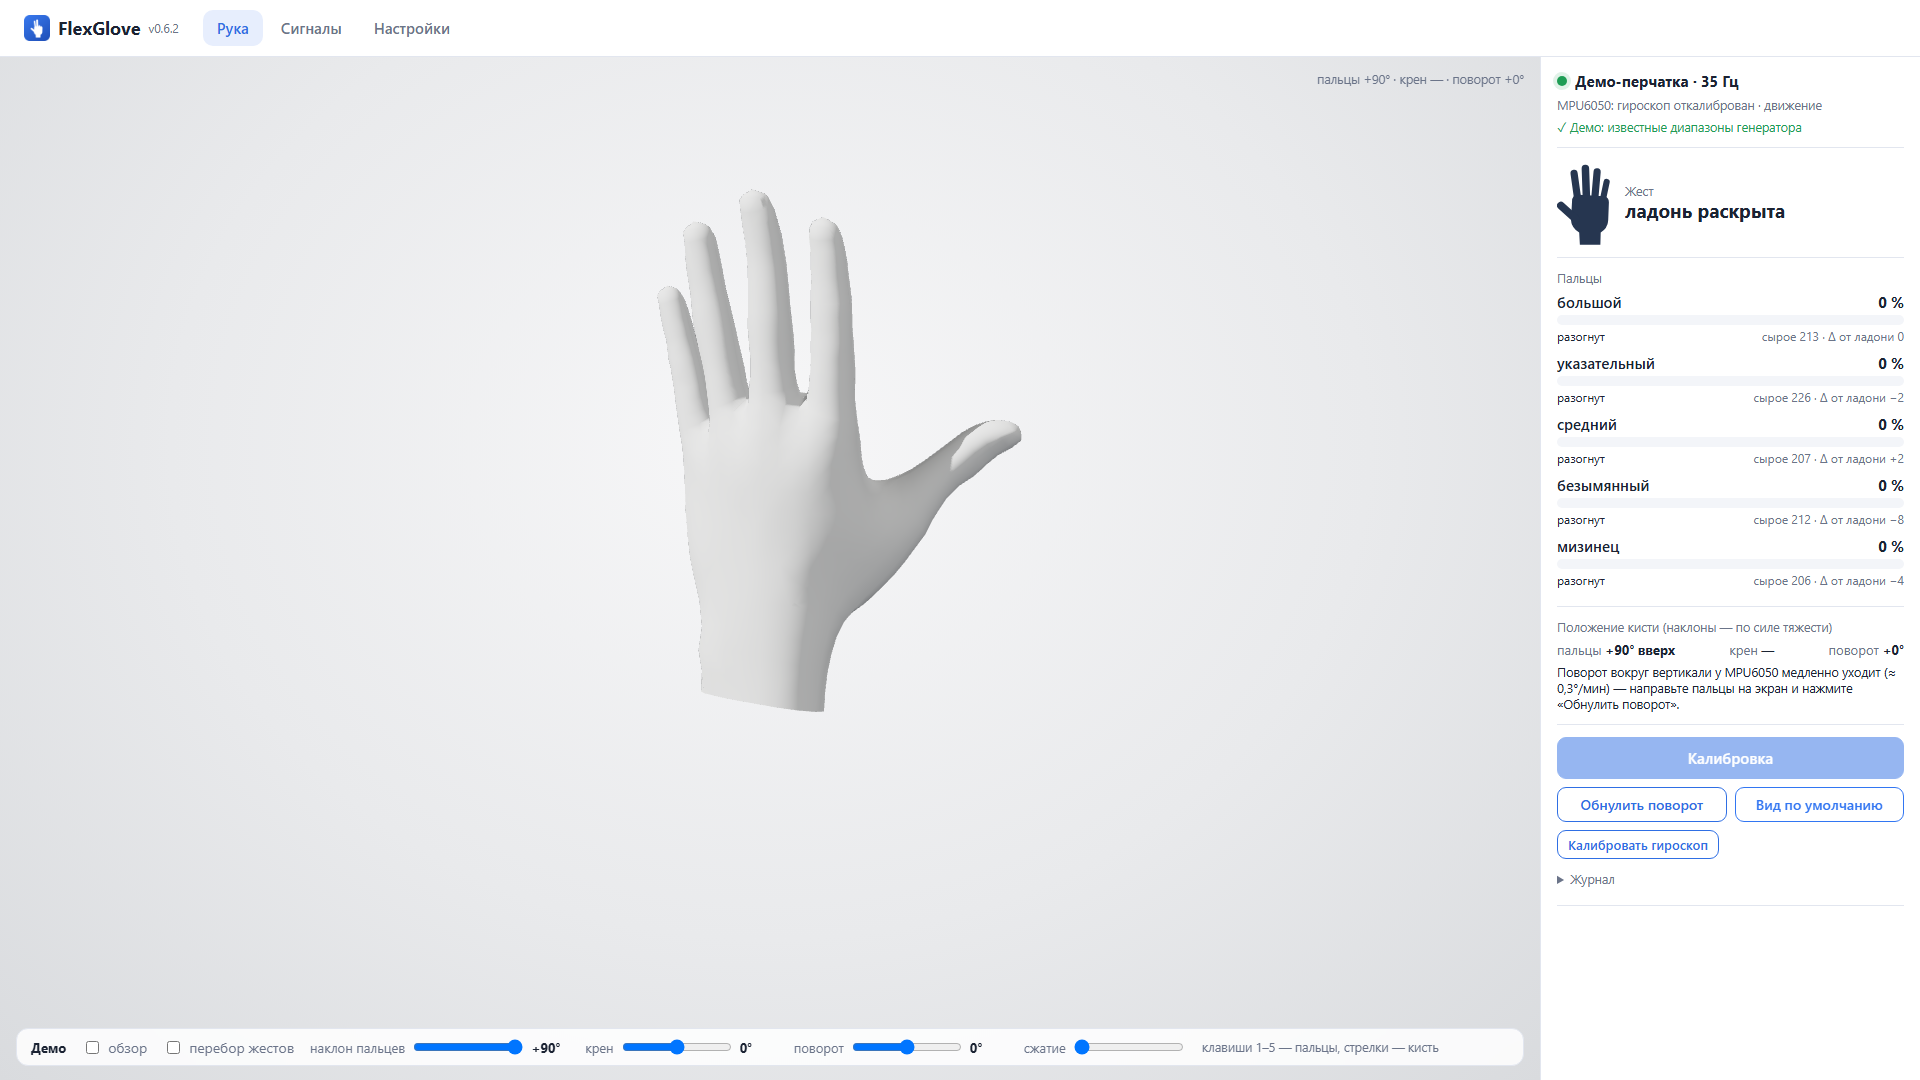 FlexGlove v0.6.2 Рука Сигналы Настройки
пальцы +90° · крен — · поворот +0°
Демо-перчатка · 35 Гц
MPU6050: гироскоп откалиброван · движение
✓ Демо: известные диапазоны генератора
Жест
ладонь раскрыта
Пальцы
большой 0 %
разогнут сырое 213 · Δ от ладони 0
указательный 0 %
разогнут сырое 226 · Δ от ладони −2
средний 0 %
разогнут сырое 207 · Δ от ладони +2
безымянный 0 %
разогнут сырое 212 · Δ от ладони −8
мизинец 0 %
разогнут сырое 206 · Δ от ладони −4
Положение кисти (наклоны — по силе тяжести)
пальцы +90° вверх крен — поворот +0°
Поворот вокруг вертикали у MPU6050 медленно уходит (≈
0,3°/мин) — направьте пальцы на экран и нажмите
«Обнулить поворот».
Калибровка
Обнулить поворот Вид по умолчанию
Калибровать гироскоп
Журнал
Демо обзор перебор жестов наклон пальцев +90° крен 0° поворот 0° сжатие клавиши 1–5 — пальцы, стрелки — кисть